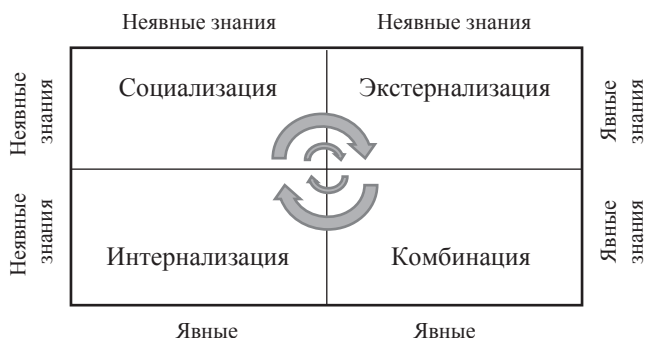 Неявные знания
Неявные знания
Неявные
знания
Социализация
Экстернализация
Явные
знания
Неявные
знания
Интернализация
Комбинация
Явные
знания
Явные
Явные